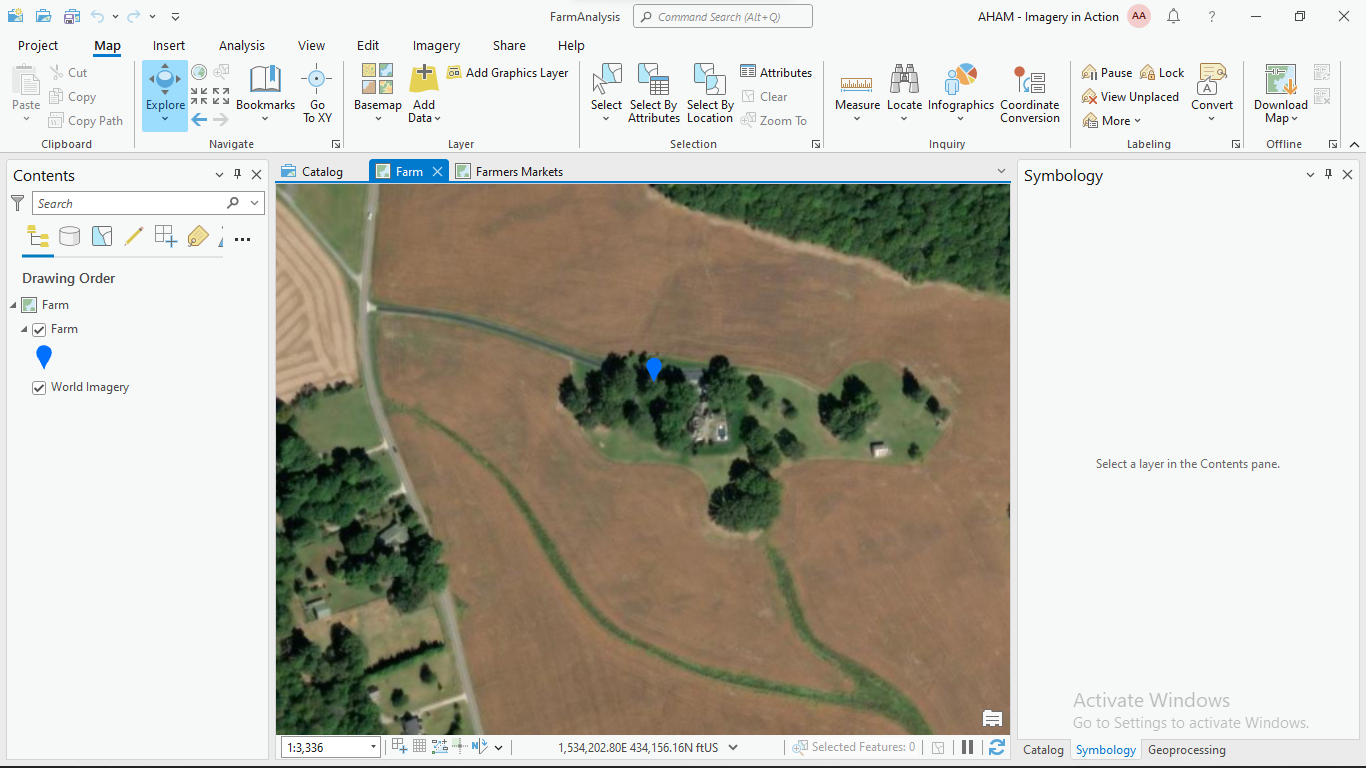 FarmAnalysis
Command Search (Alt+Q)
AHAM - Imagery in Action
AA
?
Project Map Insert Analysis View Edit Imagery Share Help
Paste
Cut
Copy
Copy Path
Clipboard
Explore
Bookmarks
Go To XY
Navigate
Basemap
Add Data
Add Graphics Layer
Layer
Select
Select By Attributes
Select By Location
Attributes
Clear
Zoom To
Selection
Measure
Locate
Infographics
Coordinate Conversion
Inquiry
Pause
Lock
View Unplaced
More
Convert
Labeling
Download Map
Offline
Contents
Search
Drawing Order
Farm
Farm
World Imagery
Catalog
Farm
Farmers Markets
1:3,336
1,534,202.80E 434,156.16N ftUS
Selected Features: 0
Symbology
Select a layer in the Contents pane.
Activate Windows
Go to Settings to activate Windows.
Catalog Symbology Geoprocessing